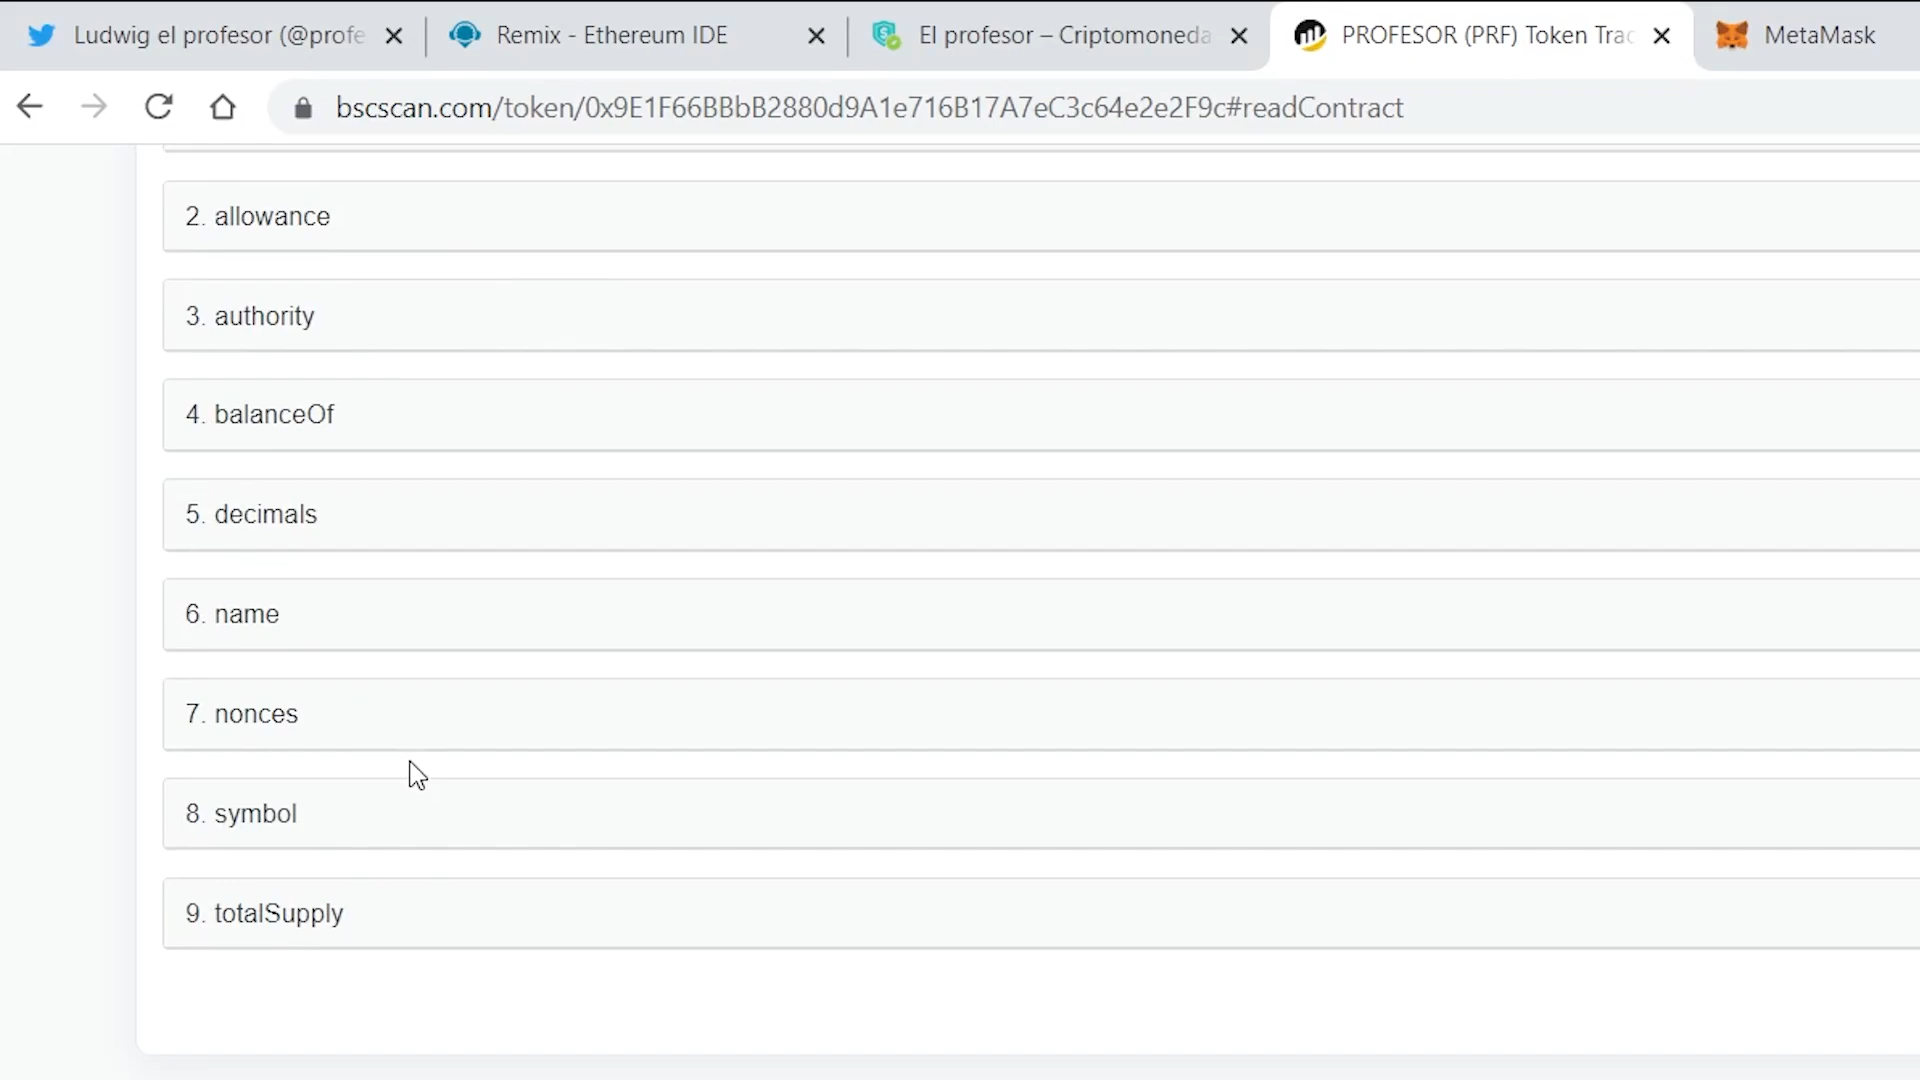 Ludwig el profesor (@profe
Remix - Ethereum IDE
El profesor – Criptomoneda
PROFESOR (PRF) Token Trac
MetaMask
bscscan.com/token/0x9E1F66BBbB2880d9A1e716B17A7eC3c64e2e2F9c#readContract
2. allowance
3. authority
4. balanceOf
5. decimals
6. name
7. nonces
8. symbol
9. totalSupply